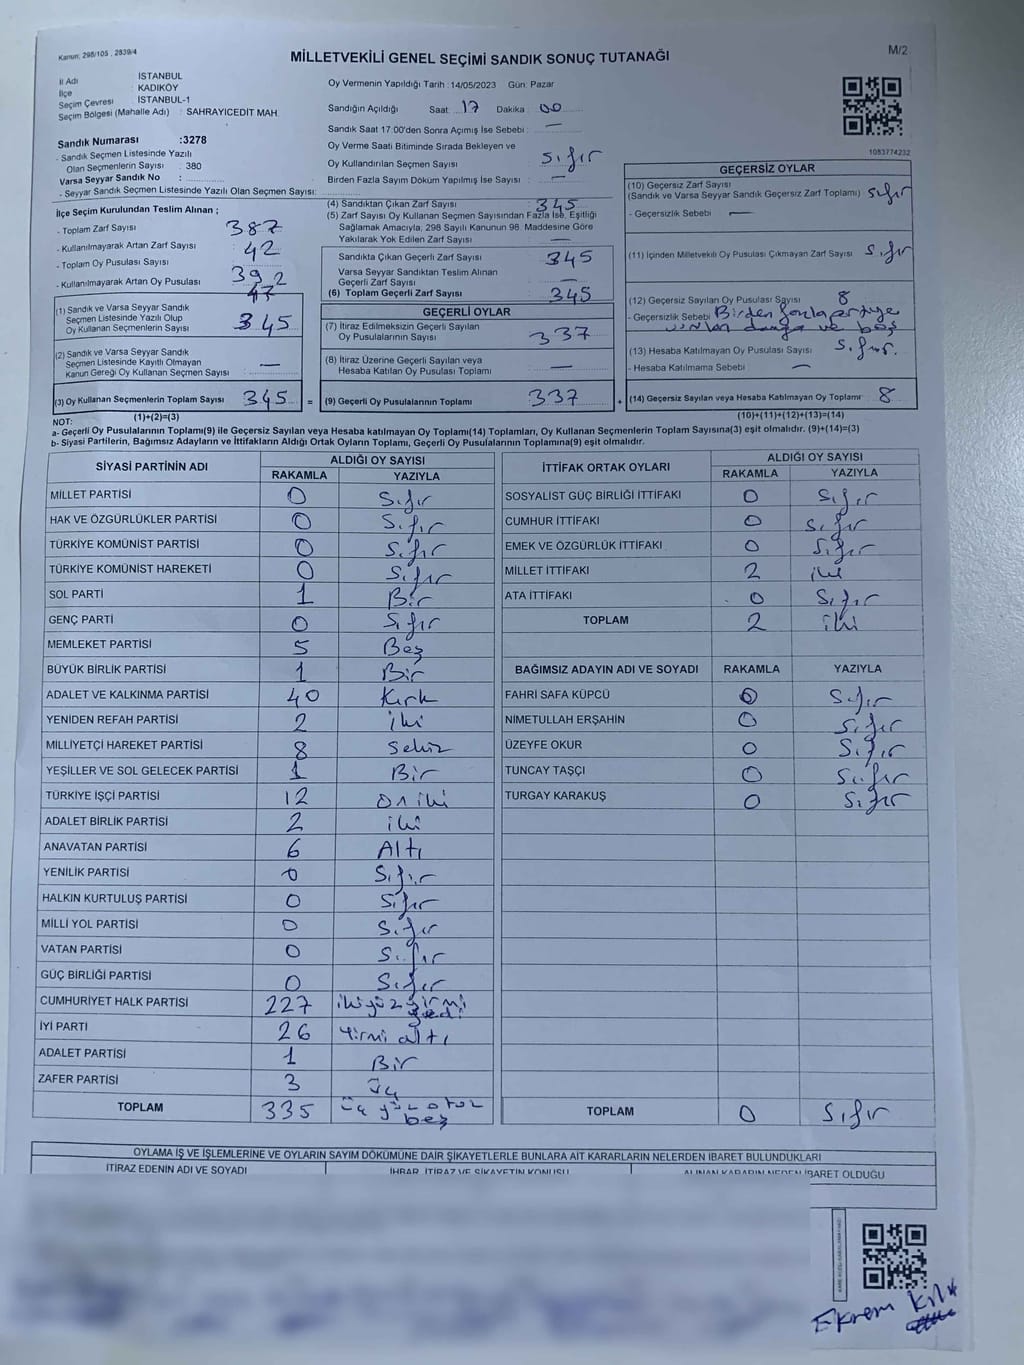 Kanun: 298/105 , 2839/4
MİLLETVEKİLİ GENEL SEÇİMİ SANDIK SONUÇ TUTANAĞI
M/2
İl Adı İSTANBUL
İlçe KADIKÖY
Seçim Çevresi İSTANBUL-1
Seçim Bölgesi (Mahalle Adı) : SAHRAYICEDİT MAH.
Sandık Numarası :3278
- Sandık Seçmen Listesinde Yazılı
Olan Seçmenlerin Sayısı : 380
Varsa Seyyar Sandık No :
- Seyyar Sandık Seçmen Listesinde Yazılı Olan Seçmen Sayısı:
Oy Vermenin Yapıldığı Tarih : 14/05/2023 Gün: Pazar
Sandığın Açıldığı Saat: 17 Dakika : 00
Sandık Saat 17:00'den Sonra Açımış İse Sebebi : —
Oy Verme Saati Bitiminde Sırada Bekleyen ve
Oy Kullandırılan Seçmen Sayısı : Sıfır
Birden Fazla Sayım Döküm Yapılmış İse Sayısı : —
1083774232
İlçe Seçim Kurulundan Teslim Alınan ;
- Toplam Zarf Sayısı : 387
- Kullanılmayarak Artan Zarf Sayısı : 42
- Toplam Oy Pusulası Sayısı : 392
- Kullanılmayarak Artan Oy Pusulası : 47
(1) Sandık ve Varsa Seyyar Sandık
Seçmen Listesinde Yazılı Olup
Oy Kullanan Seçmenlerin Sayısı : 345
(2) Sandık ve Varsa Seyyar Sandık
Seçmen Listesinde Kayıtlı Olmayan
Kanun Gereği Oy Kullanan Seçmen Sayısı : —
(3) Oy Kullanan Seçmenlerin Toplam Sayısı : 345
(1)+(2)=(3)
(4) Sandıktan Çıkan Zarf Sayısı : 345
(5) Zarf Sayısı Oy Kullanan Seçmen Sayısından Fazla İse, Eşitliği
Sağlamak Amacıyla, 298 Sayılı Kanunun 98. Maddesine Göre
Yakılarak Yok Edilen Zarf Sayısı : —
Sandıkta Çıkan Geçerli Zarf Sayısı : 345
Varsa Seyyar Sandıktan Teslim Alınan
Geçerli Zarf Sayısı :
(6) Toplam Geçerli Zarf Sayısı : 345
GEÇERLİ OYLAR
(7) İtiraz Edilmeksizin Geçerli Sayılan
Oy Pusulalarının Sayısı : 337
(8) İtiraz Üzerine Geçerli Sayılan veya
Hesaba Katılan Oy Pusulası Toplamı : —
= (9) Geçerli Oy Pusulalarının Toplamı : 337
GEÇERSİZ OYLAR
(10) Geçersiz Zarf Sayısı
(Sandık ve Varsa Seyyar Sandık Geçersiz Zarf Toplamı) : Sıfır
- Geçersizlik Sebebi : —
(11) İçinden Milletvekili Oy Pusulası Çıkmayan Zarf Sayısı : Sıfır
(12) Geçersiz Sayılan Oy Pusulası Sayısı : 8
- Geçersizlik Sebebi : Birden fazla partiye
damga ve boş
(13) Hesaba Katılmayan Oy Pusulası Sayısı : Sıfır.
- Hesaba Katılmama Sebebi : —
+ (14) Geçersiz Sayılan veya Hesaba Katılmayan Oy Toplamı : 8
(10)+(11)+(12)+(13)=(14)
NOT:
a- Geçerli Oy Pusulalarının Toplamı(9) ile Geçersiz Sayılan veya Hesaba katılmayan Oy Toplamı(14) Toplamları, Oy Kullanan Seçmenlerin Toplam Sayısına(3) eşit olmalıdır. (9)+(14)=(3)
b- Siyasi Partilerin, Bağımsız Adayların ve İttifakların Aldığı Ortak Oyların Toplamı, Geçerli Oy Pusulalarının Toplamına(9) eşit olmalıdır.
SİYASİ PARTİNİN ADI ALDIĞI OY SAYISI
RAKAMLA YAZIYLA
MİLLET PARTİSİ 0 Sıfır
HAK VE ÖZGÜRLÜKLER PARTİSİ 0 Sıfır
TÜRKİYE KOMÜNİST PARTİSİ 0 Sıfır
TÜRKİYE KOMÜNİST HAREKETİ 0 Sıfır
SOL PARTİ 1 Bir
GENÇ PARTİ 0 Sıfır
MEMLEKET PARTİSİ 5 Beş
BÜYÜK BİRLİK PARTİSİ 1 Bir
ADALET VE KALKINMA PARTİSİ 40 Kırk
YENİDEN REFAH PARTİSİ 2 iki
MİLLİYETÇİ HAREKET PARTİSİ 8 Sekiz
YEŞİLLER VE SOL GELECEK PARTİSİ 1 Bir
TÜRKİYE İŞÇİ PARTİSİ 12 On iki
ADALET BİRLİK PARTİSİ 2 iki
ANAVATAN PARTİSİ 6 Altı
YENİLİK PARTİSİ 0 Sıfır
HALKIN KURTULUŞ PARTİSİ 0 Sıfır
MİLLİ YOL PARTİSİ 0 Sıfır
VATAN PARTİSİ 0 Sıfır
GÜÇ BİRLİĞİ PARTİSİ 0 Sıfır
CUMHURİYET HALK PARTİSİ 227 ikiyüz yirmi yedi
İYİ PARTİ 26 Yirmi altı
ADALET PARTİSİ 1 Bir
ZAFER PARTİSİ 3 üç
TOPLAM 335 üç yüz otuz beş
İTTİFAK ORTAK OYLARI ALDIĞI OY SAYISI
RAKAMLA YAZIYLA
SOSYALİST GÜÇ BİRLİĞİ İTTİFAKI 0 Sıfır
CUMHUR İTTİFAKI 0 Sıfır
EMEK VE ÖZGÜRLÜK İTTİFAKI 0 Sıfır
MİLLET İTTİFAKI 2 iki
ATA İTTİFAKI 0 Sıfır
TOPLAM 2 iki
BAĞIMSIZ ADAYIN ADI VE SOYADI RAKAMLA YAZIYLA
FAHRİ SAFA KÜPCÜ 0 Sıfır
NİMETULLAH ERŞAHİN 0 Sıfır
ÜZEYFE OKUR 0 Sıfır
TUNCAY TAŞÇI 0 Sıfır
TURGAY KARAKUŞ 0 Sıfır
TOPLAM 0 Sıfır
OYLAMA İŞ VE İŞLEMLERİNE VE OYLARIN SAYIM DÖKÜMÜNE DAİR ŞİKAYETLERLE BUNLARA AİT KARARLARIN NELERDEN İBARET BULUNDUKLARI
İTİRAZ EDENİN ADI VE SOYADI İHBAR, İTİRAZ VE ŞİKAYETİN KONUSU ALINAN KARARIN NEDEN İBARET OLDUĞU
Ekrem